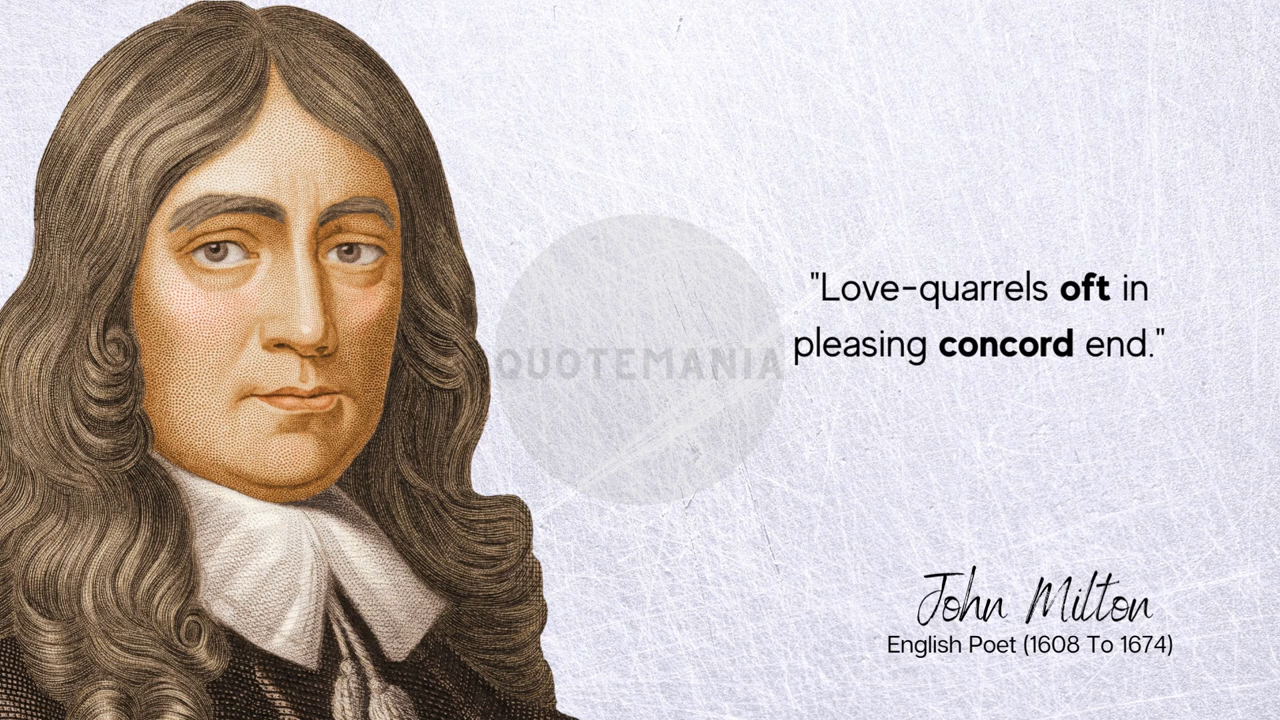 "Love-quarrels oft in
pleasing concord end."
QUOTEMANIA
John Milton
English Poet (1608 To 1674)